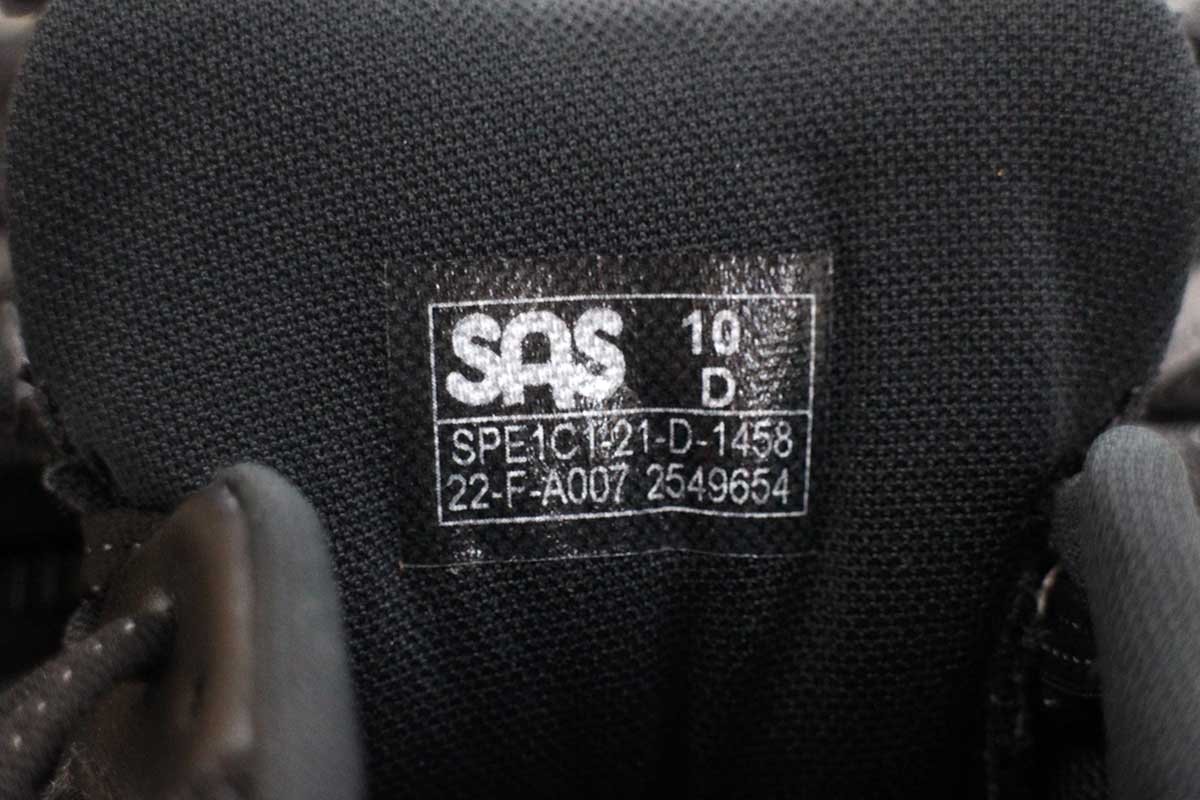 SAS 10
D
SPE1C1-21-D-1458
22-F-A007 2549654